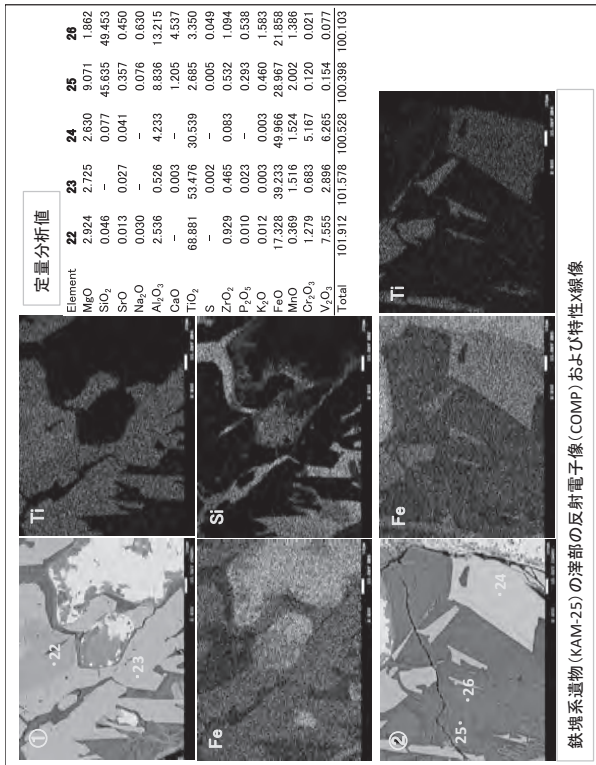 定量分析値
Element 22 23 24 25 26
MgO 2.924 2.725 2.630 9.071 1.862
SiO₂ 0.046 – 0.077 45.635 49.453
SrO 0.013 0.027 0.041 0.357 0.450
Na₂O 0.030 – – 0.076 0.630
Al₂O₃ 2.536 0.526 4.233 8.836 13.215
CaO – 0.003 – 1.205 4.537
TiO₂ 68.881 53.476 30.539 2.685 3.350
S – 0.002 – 0.005 0.049
ZrO₂ 0.929 0.465 0.083 0.532 1.094
P₂O₅ 0.010 0.023 – 0.293 0.538
K₂O 0.012 0.003 0.003 0.460 1.583
FeO 17.328 39.233 49.966 28.967 21.858
MnO 0.369 1.516 1.524 2.002 1.386
Cr₂O₃ 1.279 0.683 5.167 0.120 0.021
V₂O₃ 7.555 2.896 6.265 0.154 0.077
Total 101.912 101.578 100.528 100.398 100.103
①
22
23
Ti
Fe
Si
②
24
25
26
Fe
Ti
鉄塊系遺物(KAM-25)の滓部の反射電子像(COMP)および特性X線像